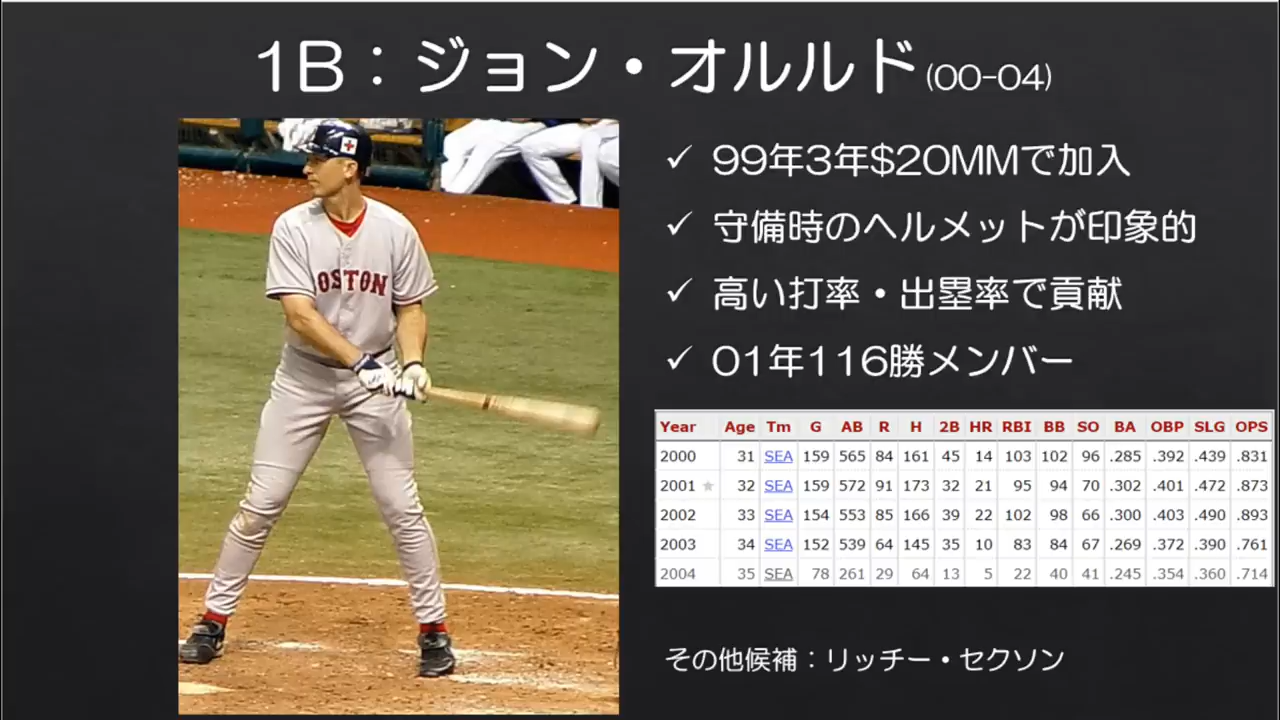 1B：ジョン・オルルド(00-04)
✓ 99年3年$20MMで加入
✓ 守備時のヘルメットが印象的
✓ 高い打率・出塁率で貢献
✓ 01年116勝メンバー
OSTON
Year Age Tm G AB R H 2B HR RBI BB SO BA OBP SLG OPS
2000 31 SEA 159 565 84 161 45 14 103 102 96 .285 .392 .439 .831
2001 ★ 32 SEA 159 572 91 173 32 21 95 94 70 .302 .401 .472 .873
2002 33 SEA 154 553 85 166 39 22 102 98 66 .300 .403 .490 .893
2003 34 SEA 152 539 64 145 35 10 83 84 67 .269 .372 .390 .761
2004 35 SEA 78 261 29 64 13 5 22 40 41 .245 .354 .360 .714
その他候補：リッチー・セクソン